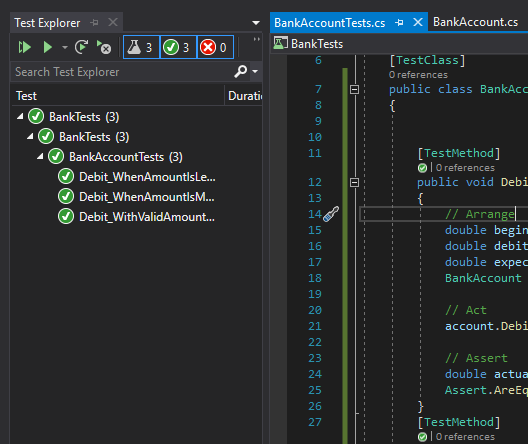 Test Explorer
3 3 0
Search Test Explorer
Test Duratio
BankTests (3)
BankTests (3)
BankAccountTests (3)
Debit_WhenAmountIsLe...
Debit_WhenAmountIsM...
Debit_WithValidAmount...
BankAccountTests.cs BankAccount.cs
BankTests
6 [TestClass]
0 references
7 public class BankAcco
8 {
9
10
11 [TestMethod]
| 0 references
12 public void Debi
13 {
14 // Arrange
15 double begin
16 double debit
17 double expec
18 BankAccount
19
20 // Act
21 account.Debi
22
23 // Assert
24 double actua
25 Assert.AreEq
26 }
27 [TestMethod]
| 0 references